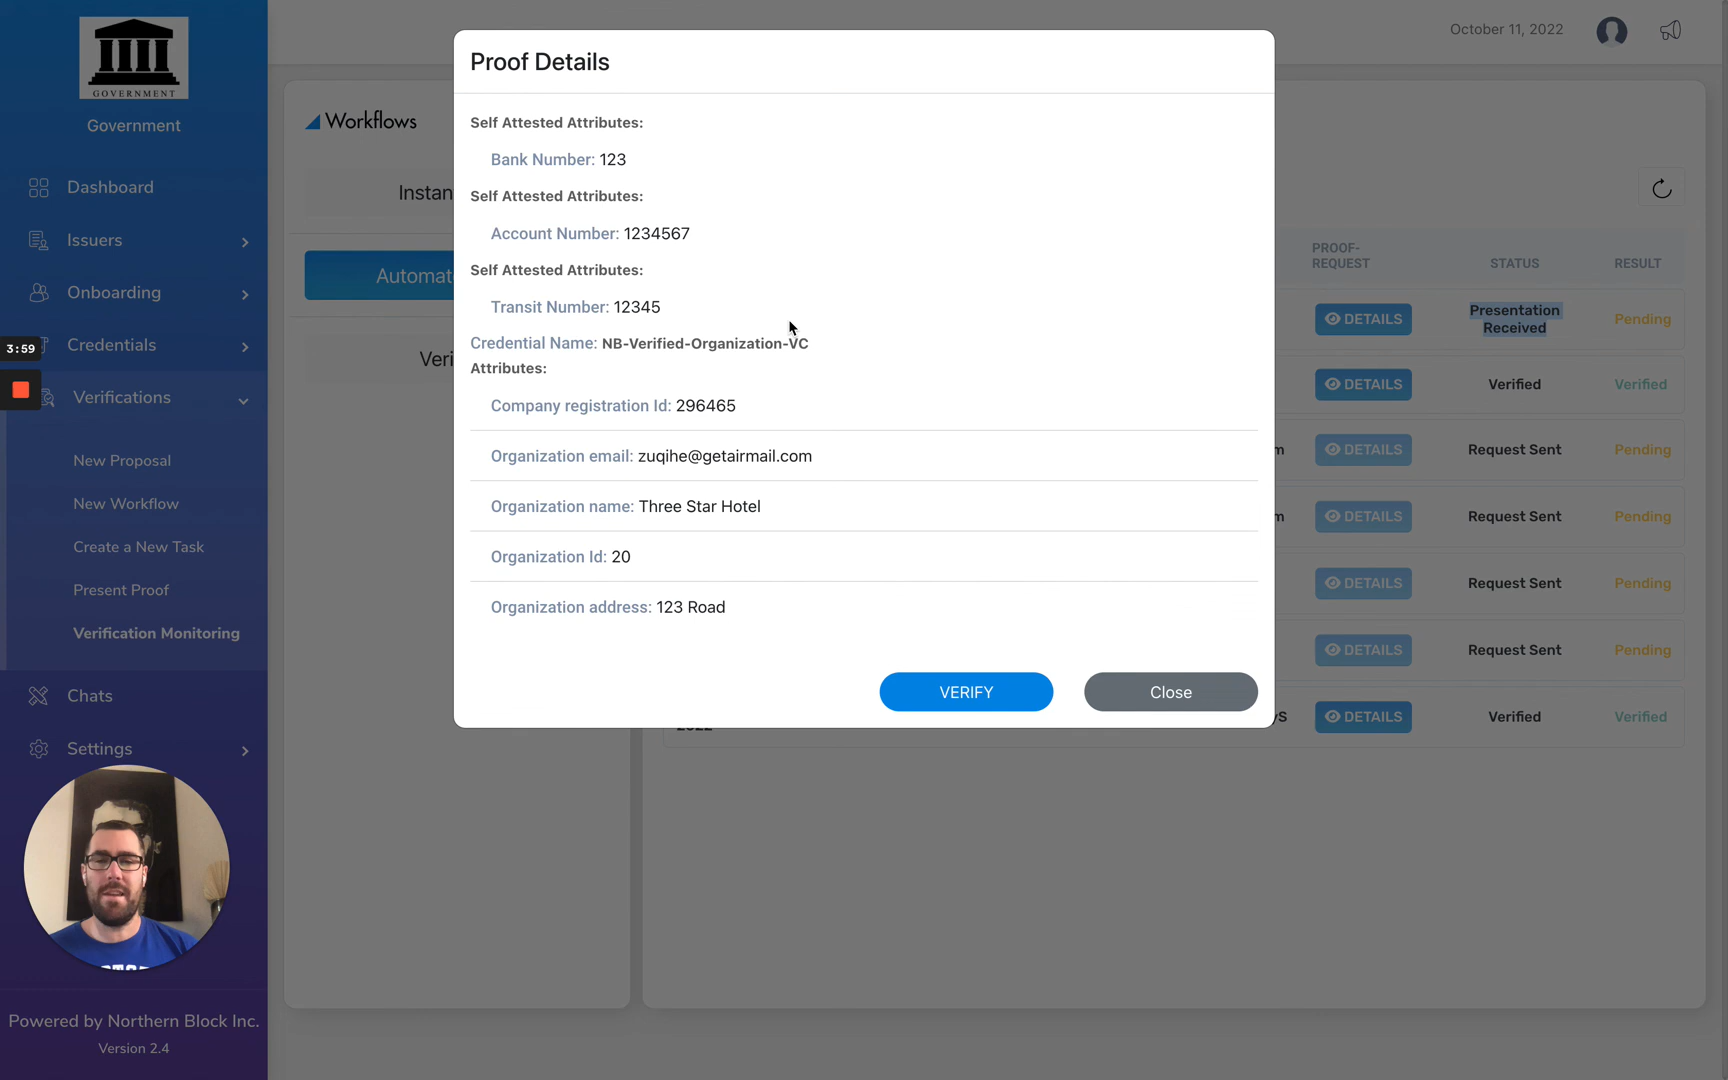 GOVERNMENT
Government
Dashboard
Issuers
Onboarding
3:59
Credentials
Verifications
New Proposal
New Workflow
Create a New Task
Present Proof
Verification Monitoring
Chats
Settings
Powered by Northern Block Inc.
Version 2.4
October 11, 2022
Workflows
Instan
Automat
Veri
Proof Details
Self Attested Attributes:
Bank Number: 123
Self Attested Attributes:
Account Number: 1234567
Self Attested Attributes:
Transit Number: 12345
Credential Name: NB-Verified-Organization-VC
Attributes:
Company registration Id: 296465
Organization email: zuqihe@getairmail.com
Organization name: Three Star Hotel
Organization Id: 20
Organization address: 123 Road
VERIFY Close
PROOF-
REQUEST STATUS RESULT
DETAILS Presentation
Received Pending
DETAILS Verified Verified
m DETAILS Request Sent Pending
m DETAILS Request Sent Pending
DETAILS Request Sent Pending
DETAILS Request Sent Pending
DETAILS Verified Verified